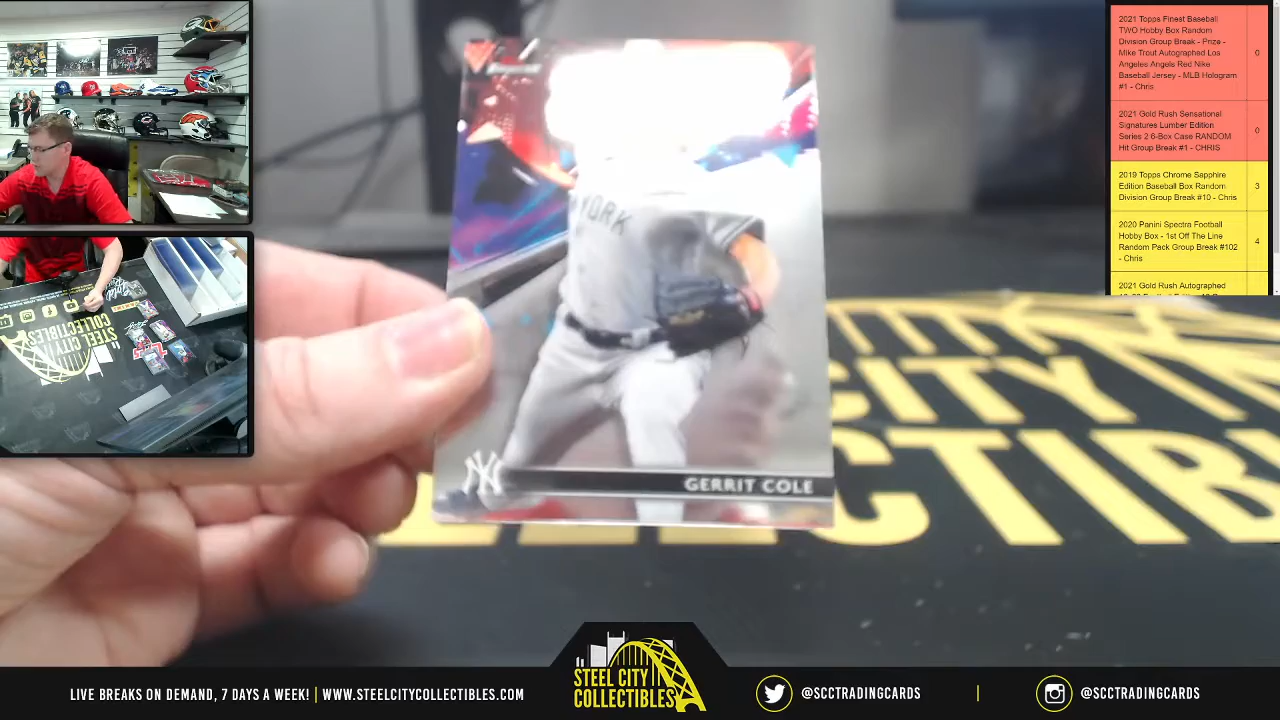 2021 Topps Finest Baseball
TWO Hobby Box Random
Division Group Break - Prize -
Mike Trout Autographed Los
Angeles Angels Red Nike
Baseball Jersey - MLB Hologram
#1 - Chris
0
2021 Gold Rush Sensational
Signatures Lumber Edition
Series 2 6-Box Case RANDOM
Hit Group Break #1 - CHRIS
0
2019 Topps Chrome Sapphire
Edition Baseball Box Random
Division Group Break #10 - Chris
3
2020 Panini Spectra Football
Hobby Box - 1st Off The Line
Random Pack Group Break #102
- Chris
4
2021 Gold Rush Autographed
YORK
NY
GERRIT COLE
CITY
STEEL CITY
COLLECTIBLES
LIVE BREAKS ON DEMAND, 7 DAYS A WEEK! | WWW.STEELCITYCOLLECTIBLES.COM
STEEL CITY
COLLECTIBLES
@SCCTRADINGCARDS
@SCCTRADINGCARDS